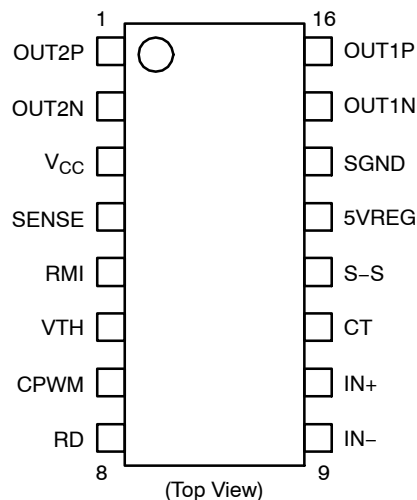 1 16
OUT2P OUT1P
OUT2N OUT1N
VCC SGND
SENSE 5VREG
RMI S−S
VTH CT
CPWM IN+
RD IN−
8 9
(Top View)